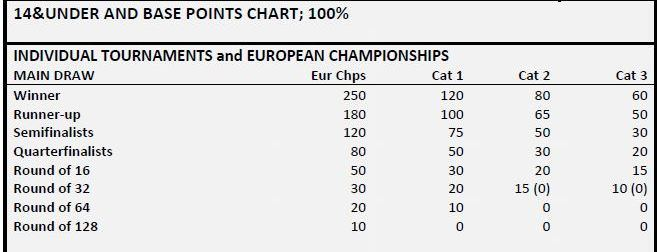 14&UNDER AND BASE POINTS CHART; 100%
INDIVIDUAL TOURNAMENTS and EUROPEAN CHAMPIONSHIPS
MAIN DRAW Eur Chps Cat 1 Cat 2 Cat 3
Winner 250 120 80 60
Runner-up 180 100 65 50
Semifinalists 120 75 50 30
Quarterfinalists 80 50 30 20
Round of 16 50 30 20 15
Round of 32 30 20 15 (0) 10 (0)
Round of 64 20 10 0 0
Round of 128 10 0 0 0